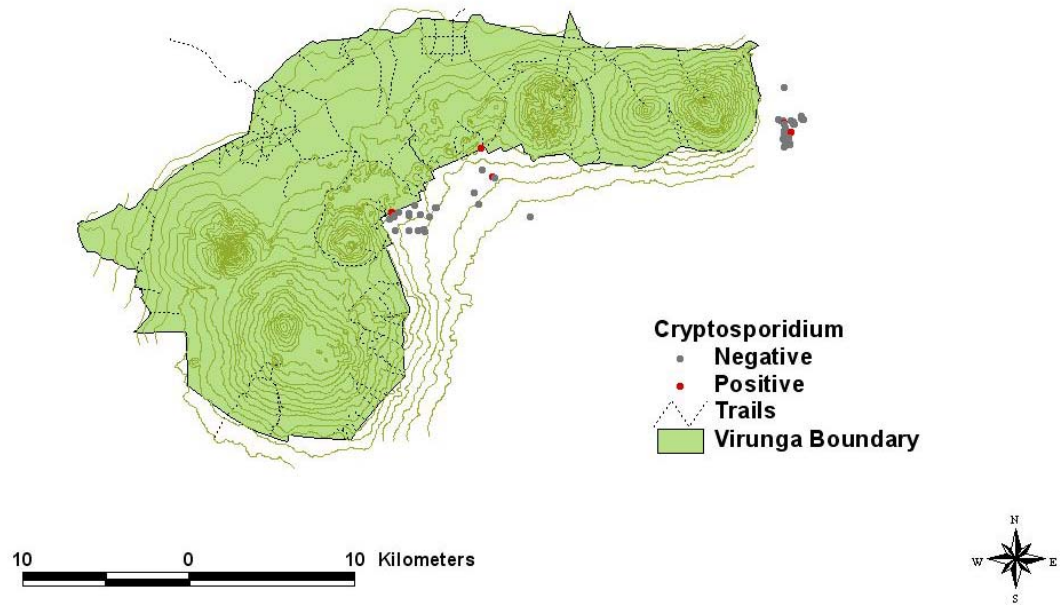 Cryptosporidium
Negative
Positive
Trails
Virunga Boundary
10 0 10 Kilometers
N
W E
S